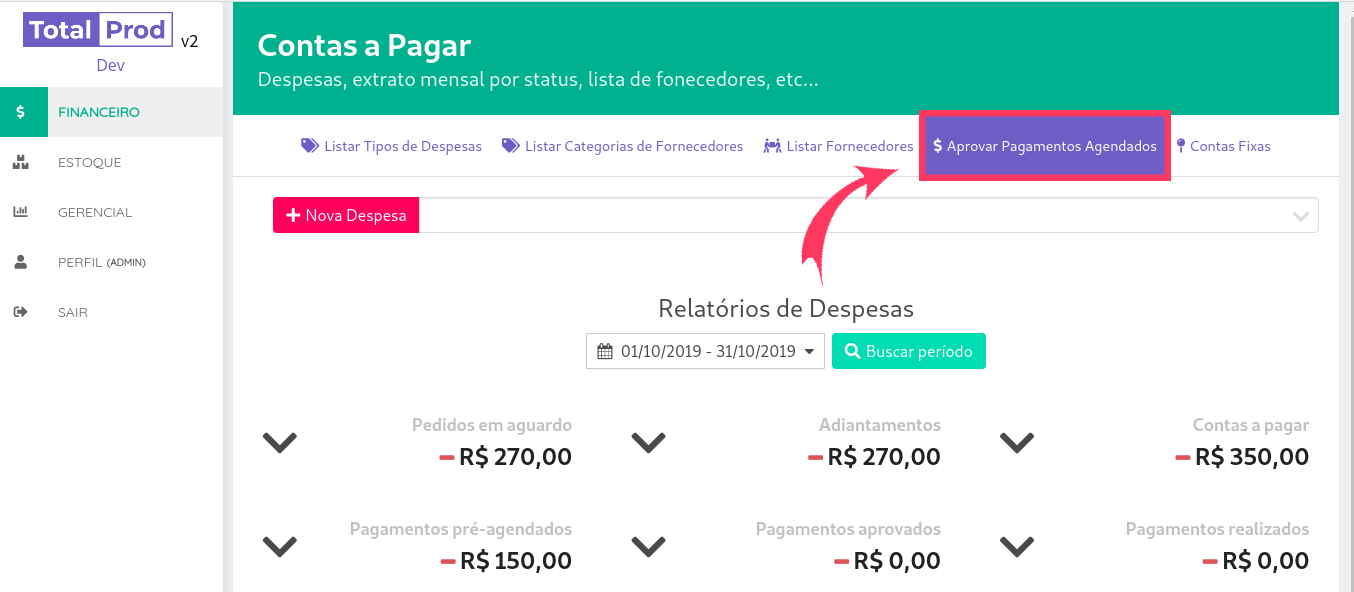 Total Prod v2
Dev
FINANCEIRO
ESTOQUE
GERENCIAL
PERFIL (ADMIN)
SAIR
Contas a Pagar
Despesas, extrato mensal por status, lista de fonecedores, etc...
Listar Tipos de Despesas Listar Categorias de Fornecedores Listar Fornecedores $ Aprovar Pagamentos Agendados Contas Fixas
+ Nova Despesa
Relatórios de Despesas
01/10/2019 - 31/10/2019 Buscar período
Pedidos em aguardo Adiantamentos Contas a pagar
– R$ 270,00 – R$ 270,00 – R$ 350,00
Pagamentos pré-agendados Pagamentos aprovados Pagamentos realizados
– R$ 150,00 – R$ 0,00 – R$ 0,00